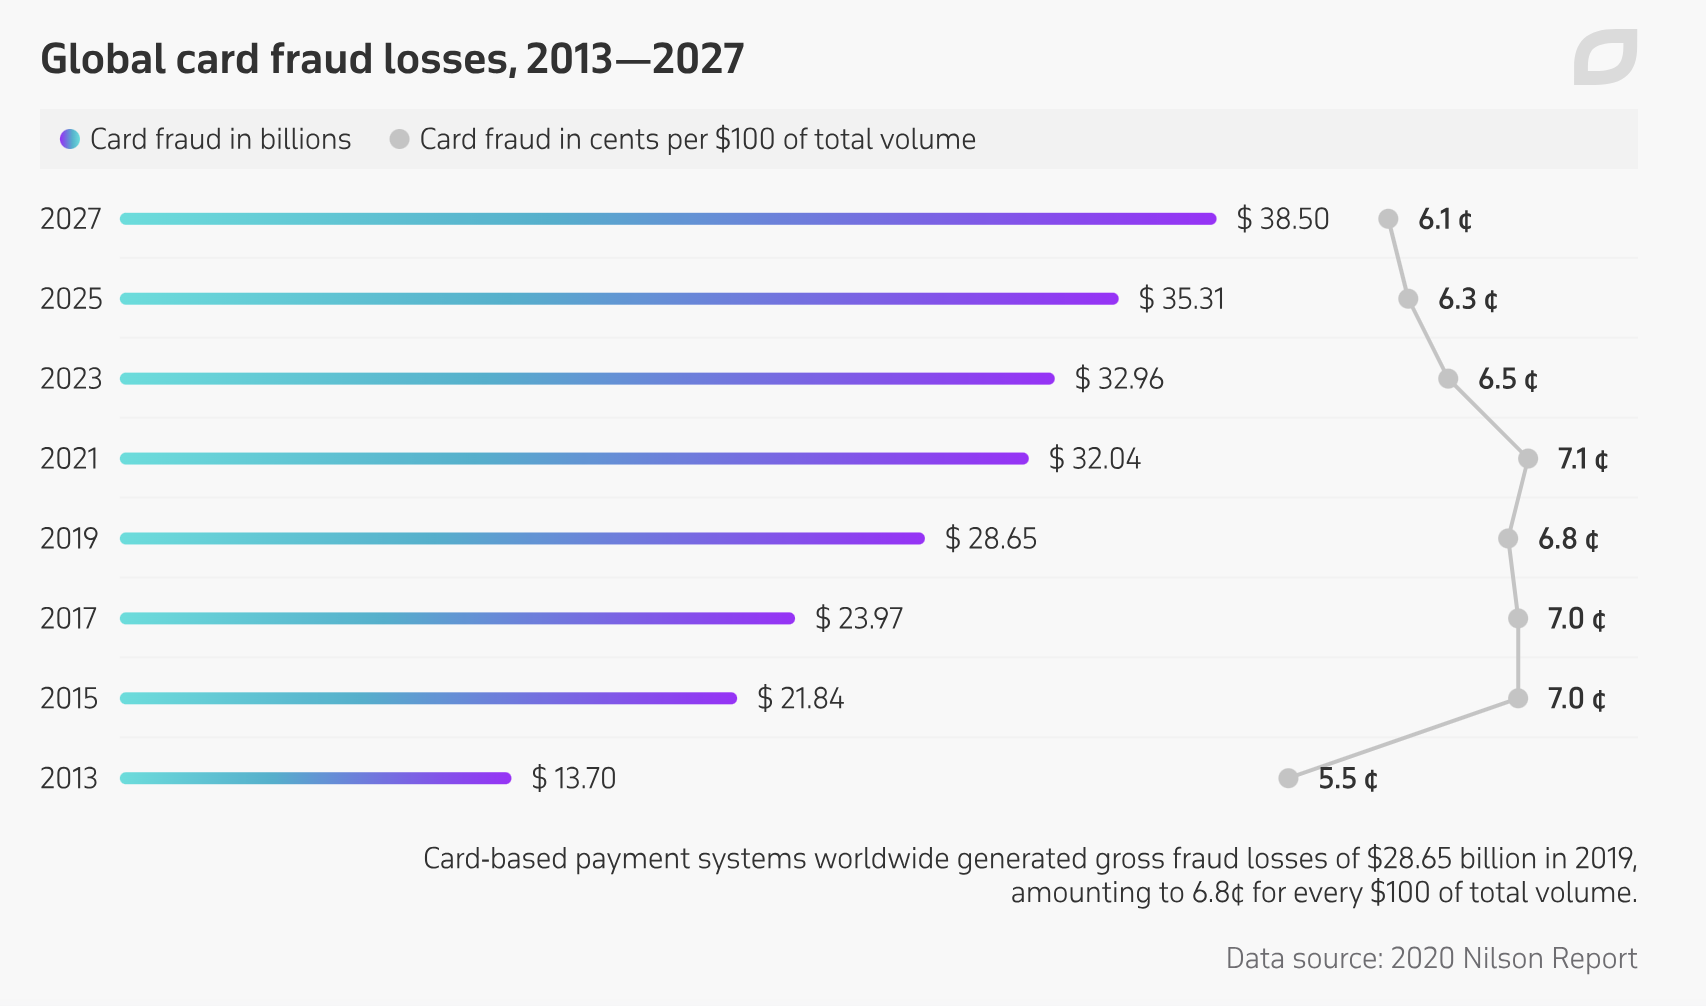 Global card fraud losses, 2013—2027
Card fraud in billions Card fraud in cents per $100 of total volume
2027 $ 38.50 6.1 ¢
2025 $ 35.31 6.3 ¢
2023 $ 32.96 6.5 ¢
2021 $ 32.04 7.1 ¢
2019 $ 28.65 6.8 ¢
2017 $ 23.97 7.0 ¢
2015 $ 21.84 7.0 ¢
2013 $ 13.70 5.5 ¢
Card-based payment systems worldwide generated gross fraud losses of $28.65 billion in 2019,
amounting to 6.8¢ for every $100 of total volume.
Data source: 2020 Nilson Report